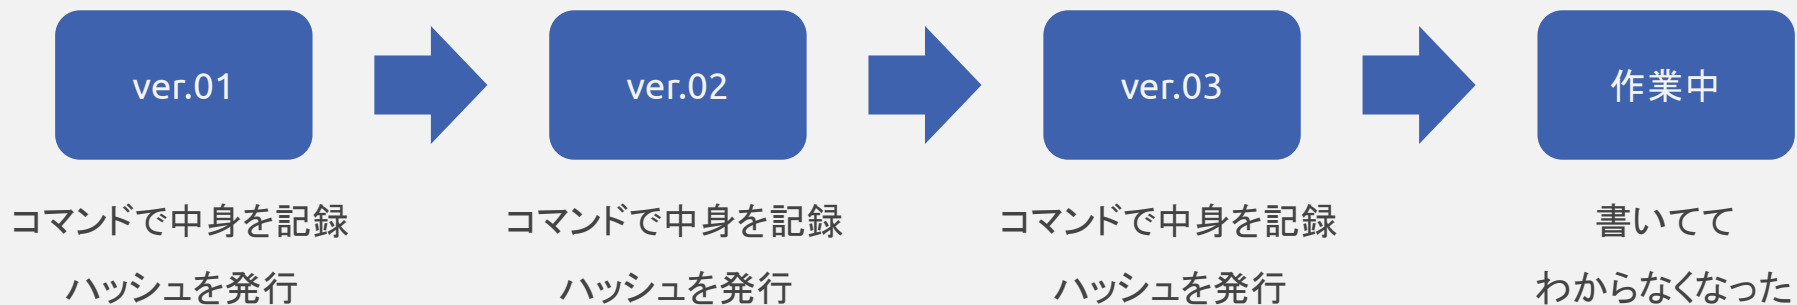 ver.01
ver.02
ver.03
作業中
コマンドで中身を記録
ハッシュを発行
コマンドで中身を記録
ハッシュを発行
コマンドで中身を記録
ハッシュを発行
書いてて
わからなくなった